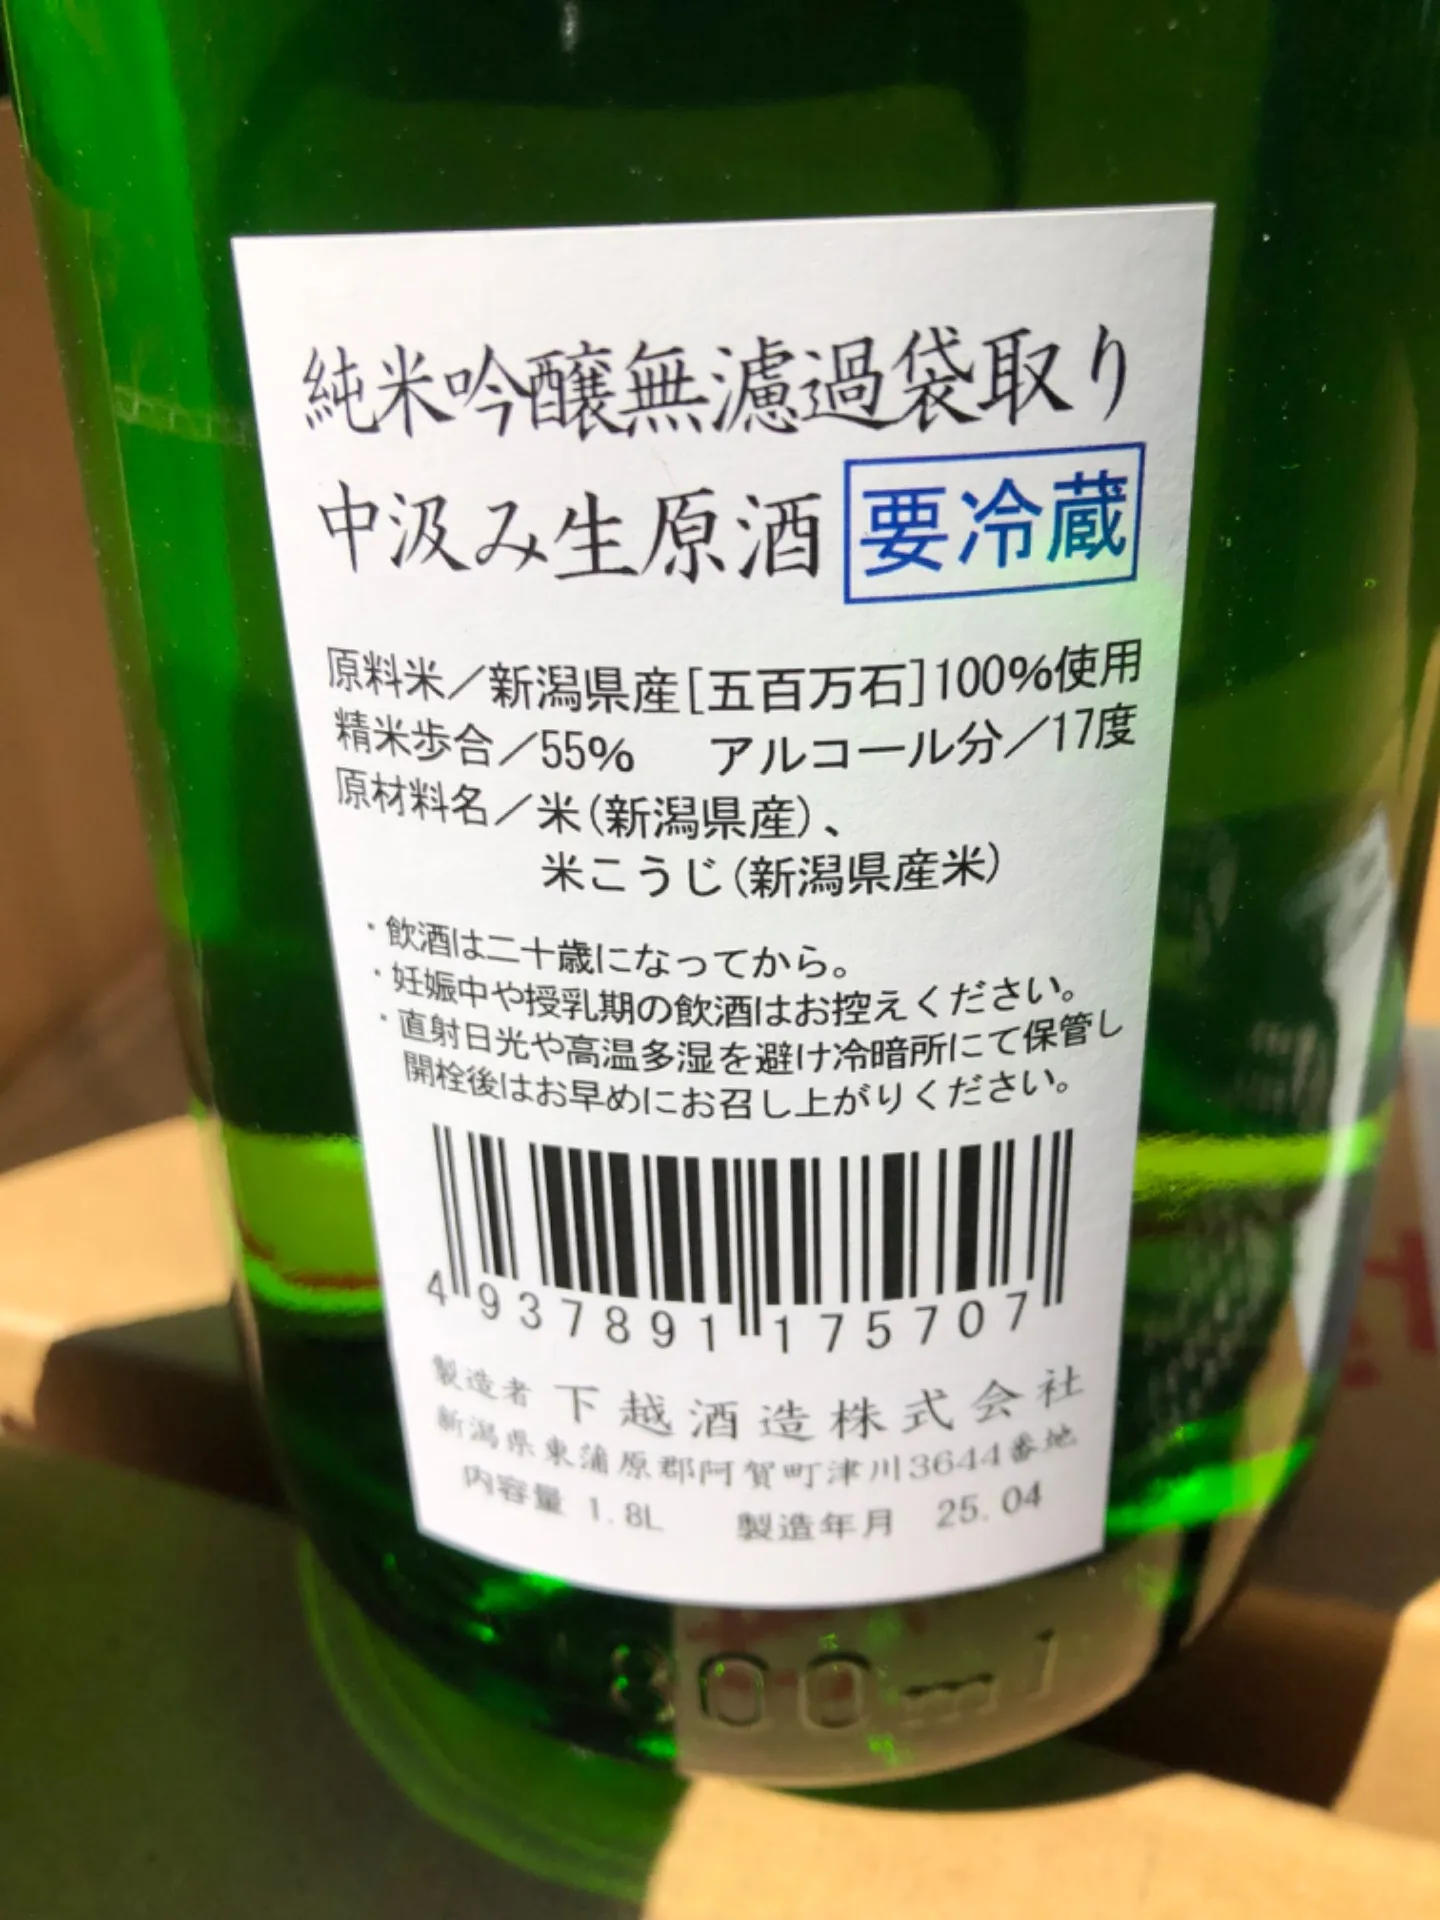 純米吟醸無濾過袋取り
中汲み生原酒 要冷蔵
原料米／新潟県産[五百万石]100%使用
精米歩合／55% アルコール分／17度
原材料名／米(新潟県産)、
米こうじ(新潟県産米)
・飲酒は二十歳になってから。
・妊娠中や授乳期の飲酒はお控えください。
・直射日光や高温多湿を避け冷暗所にて保管し
開栓後はお早めにお召し上がりください。
4 937891 175707
製造者 下越酒造株式会社
新潟県東蒲原郡阿賀町津川3644番地
内容量 1.8L 製造年月 25.04
800ml